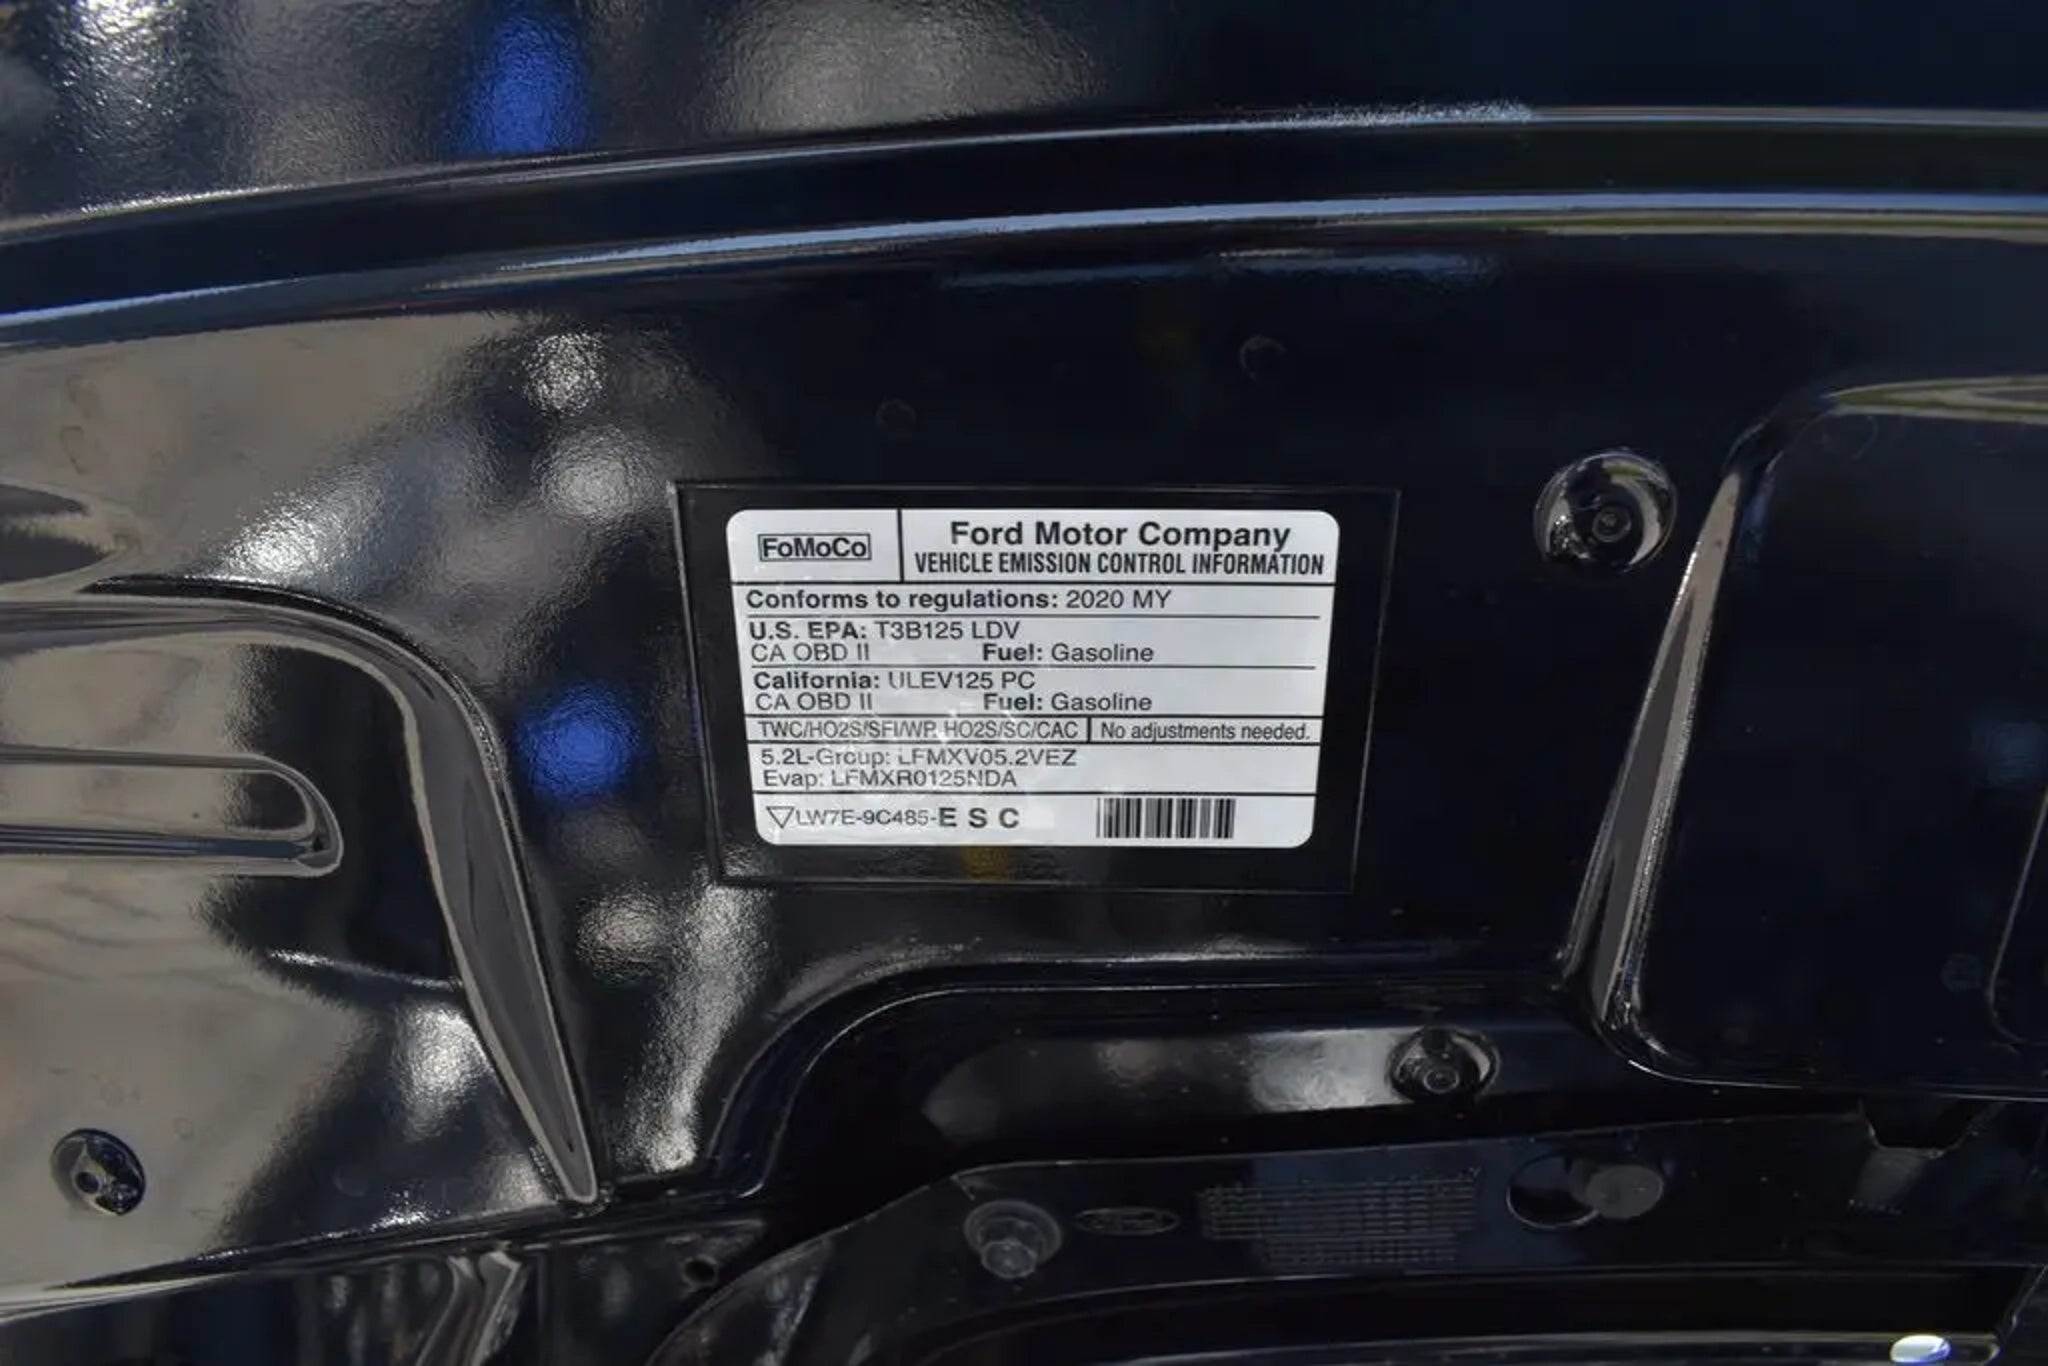 FoMoCo
Ford Motor Company
VEHICLE EMISSION CONTROL INFORMATION
Conforms to regulations: 2020 MY
U.S. EPA: T3B125 LDV
CA OBD II Fuel: Gasoline
California: ULEV125 PC
CA OBD II Fuel: Gasoline
TWC/HO2S/SFI/WR-HO2S/SC/CAC No adjustments needed.
5.2L-Group: LFMXV05.2VEZ
Evap: LFMXR0125NDA
LW7E-9C485-E S C